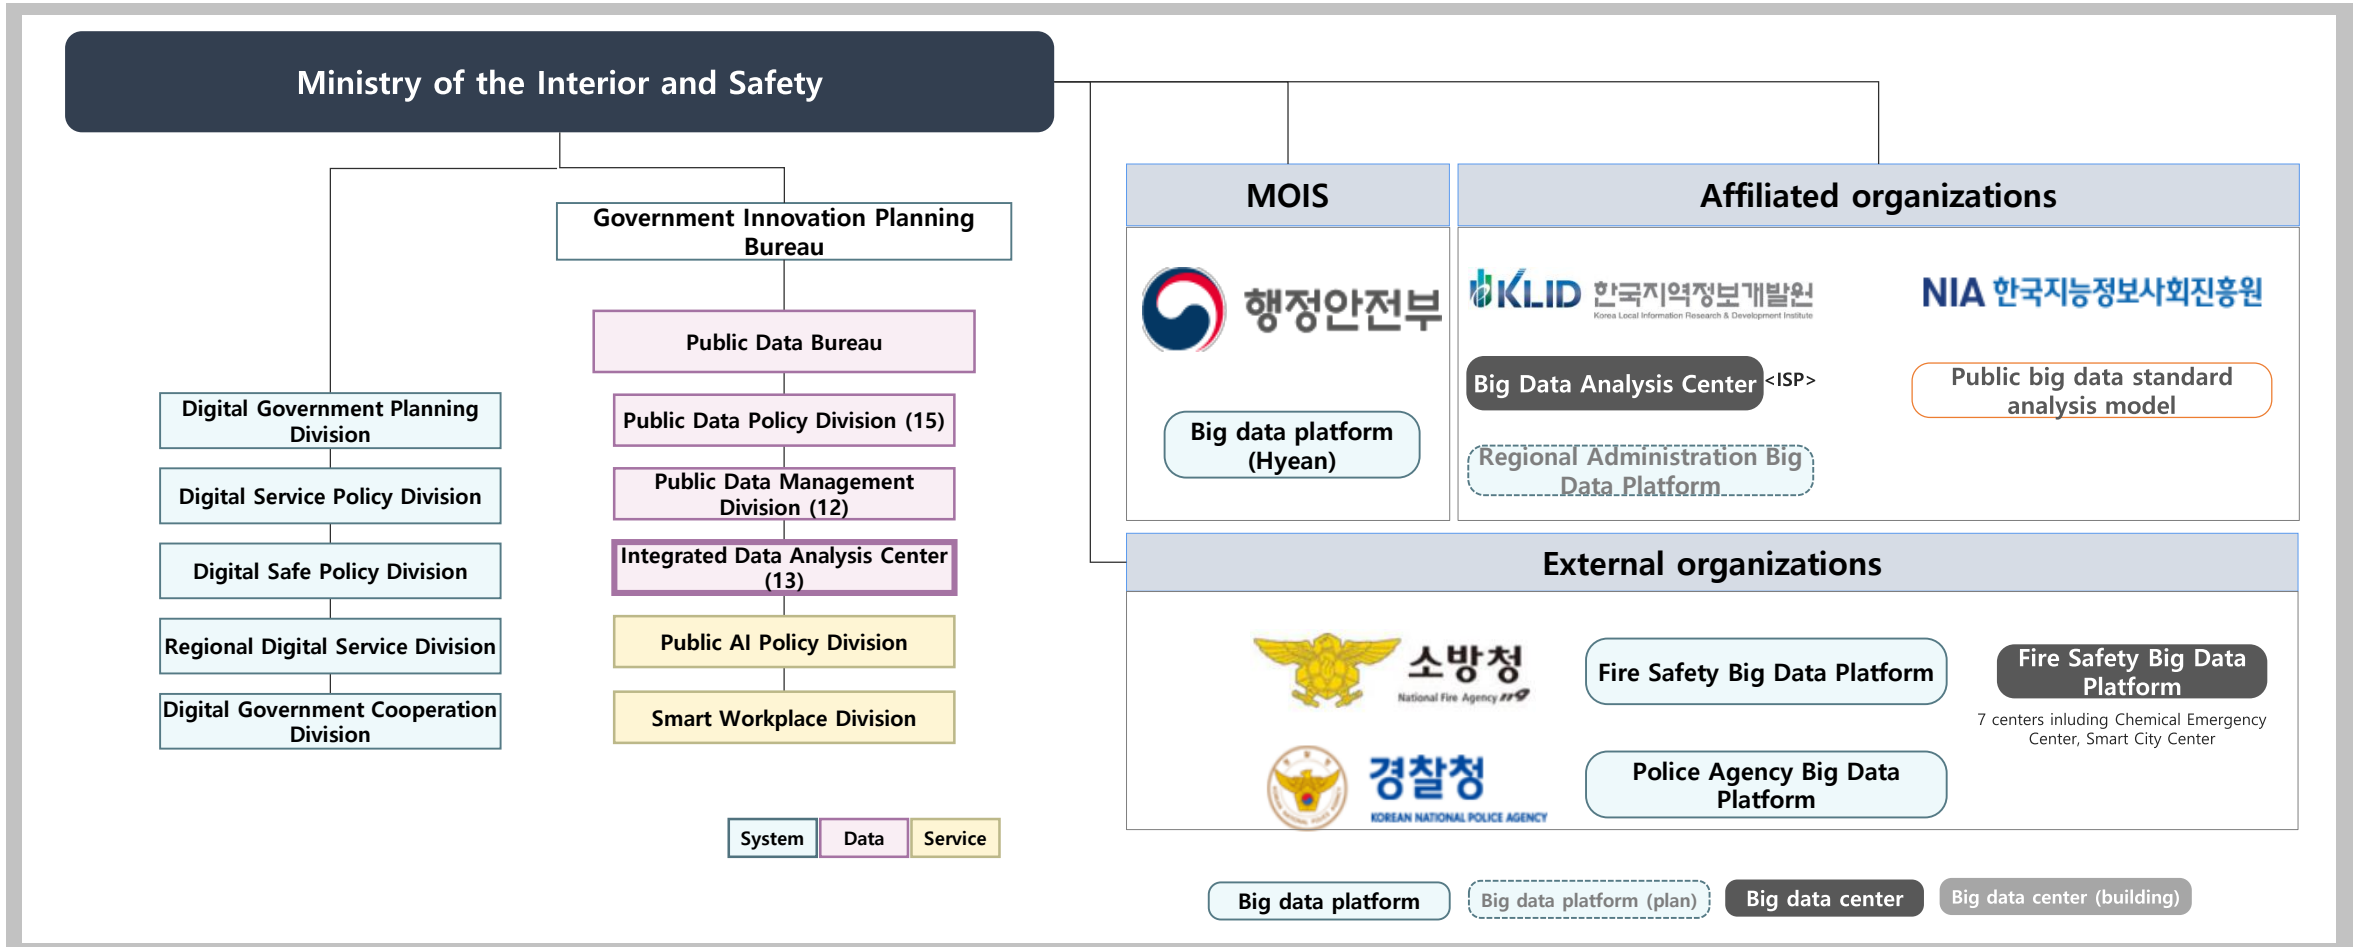 Ministry of the Interior and Safety
Government Innovation Planning
Bureau
Public Data Bureau
Public Data Policy Division (15)
Public Data Management
Division (12)
Integrated Data Analysis Center
(13)
Public AI Policy Division
Smart Workplace Division
Digital Government Planning
Division
Digital Service Policy Division
Digital Safe Policy Division
Regional Digital Service Division
Digital Government Cooperation
Division
System
Data
Service
MOIS
행정안전부
Big data platform
(Hyean)
Affiliated organizations
KLID 한국지역정보개발원
Korea Local Information Research & Development Institute
Big Data Analysis Center
<ISP>
Regional Administration Big
Data Platform
NIA 한국지능정보사회진흥원
Public big data standard
analysis model
External organizations
소방청
National Fire Agency 119
Fire Safety Big Data Platform
Fire Safety Big Data
Platform
7 centers inluding Chemical Emergency
Center, Smart City Center
경찰청
KOREAN NATIONAL POLICE AGENCY
Police Agency Big Data
Platform
Big data platform
Big data platform (plan)
Big data center
Big data center (building)